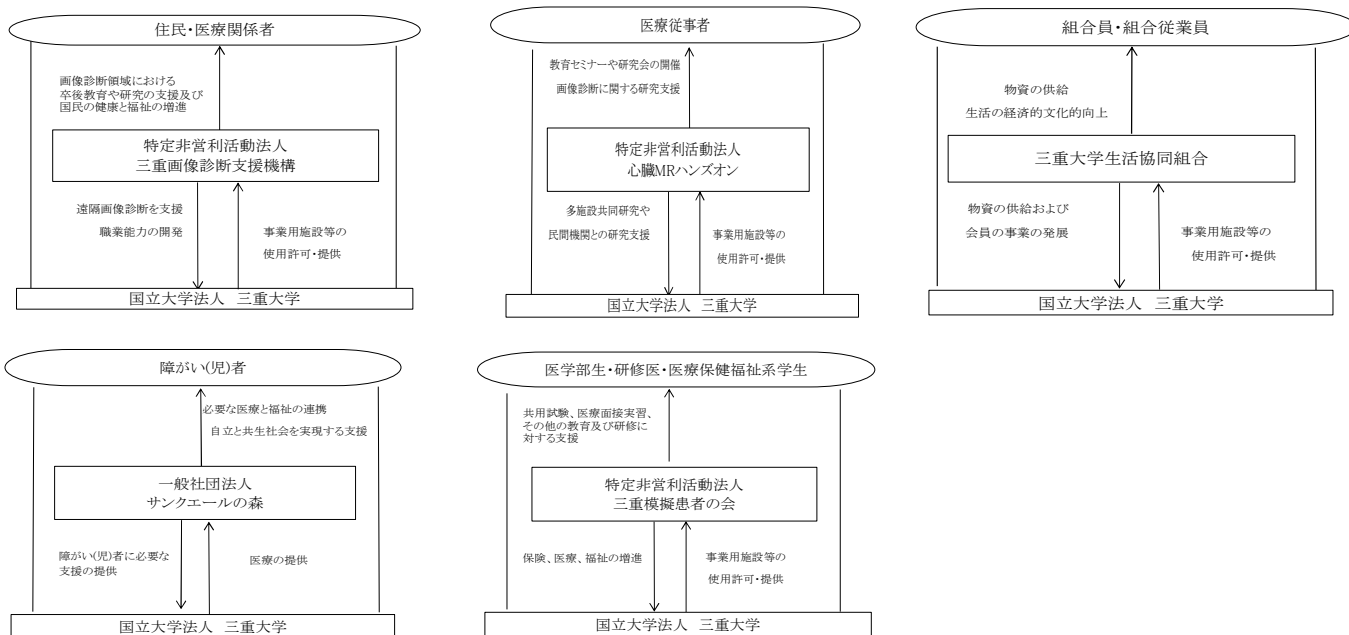 住民・医療関係者
画像診断領域における
卒後教育や研究の支援及び
国民の健康と福祉の増進
特定非営利活動法人
三重画像診断支援機構
遠隔画像診断を支援
職業能力の開発
事業用施設等の
使用許可・提供
国立大学法人 三重大学
医療従事者
教育セミナーや研究会の開催
画像診断に関する研究支援
特定非営利活動法人
心臓MRハンズオン
多施設共同研究や
民間機関との研究支援
事業用施設等の
使用許可・提供
国立大学法人 三重大学
組合員・組合従業員
物資の供給
生活の経済的文化的向上
三重大学生活協同組合
物資の供給および
会員の事業の発展
事業用施設等の
使用許可・提供
国立大学法人 三重大学
障がい(児)者
必要な医療と福祉の連携
自立と共生社会を実現する支援
一般社団法人
サンクエールの森
障がい(児)者に必要な
支援の提供
医療の提供
国立大学法人 三重大学
医学部生・研修医・医療保健福祉系学生
共用試験、医療面接実習、
その他の教育及び研修に
対する支援
特定非営利活動法人
三重模擬患者の会
保険、医療、福祉の増進
事業用施設等の
使用許可・提供
国立大学法人 三重大学